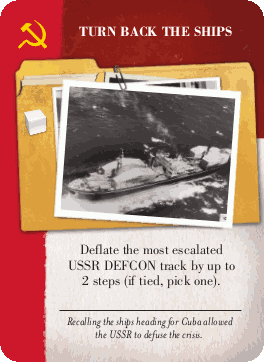 TURN BACK THE SHIPS
Deflate the most escalated
USSR DEFCON track by up to
2 steps (if tied, pick one).
Recalling the ships heading for Cuba allowed
the USSR to defuse the crisis.